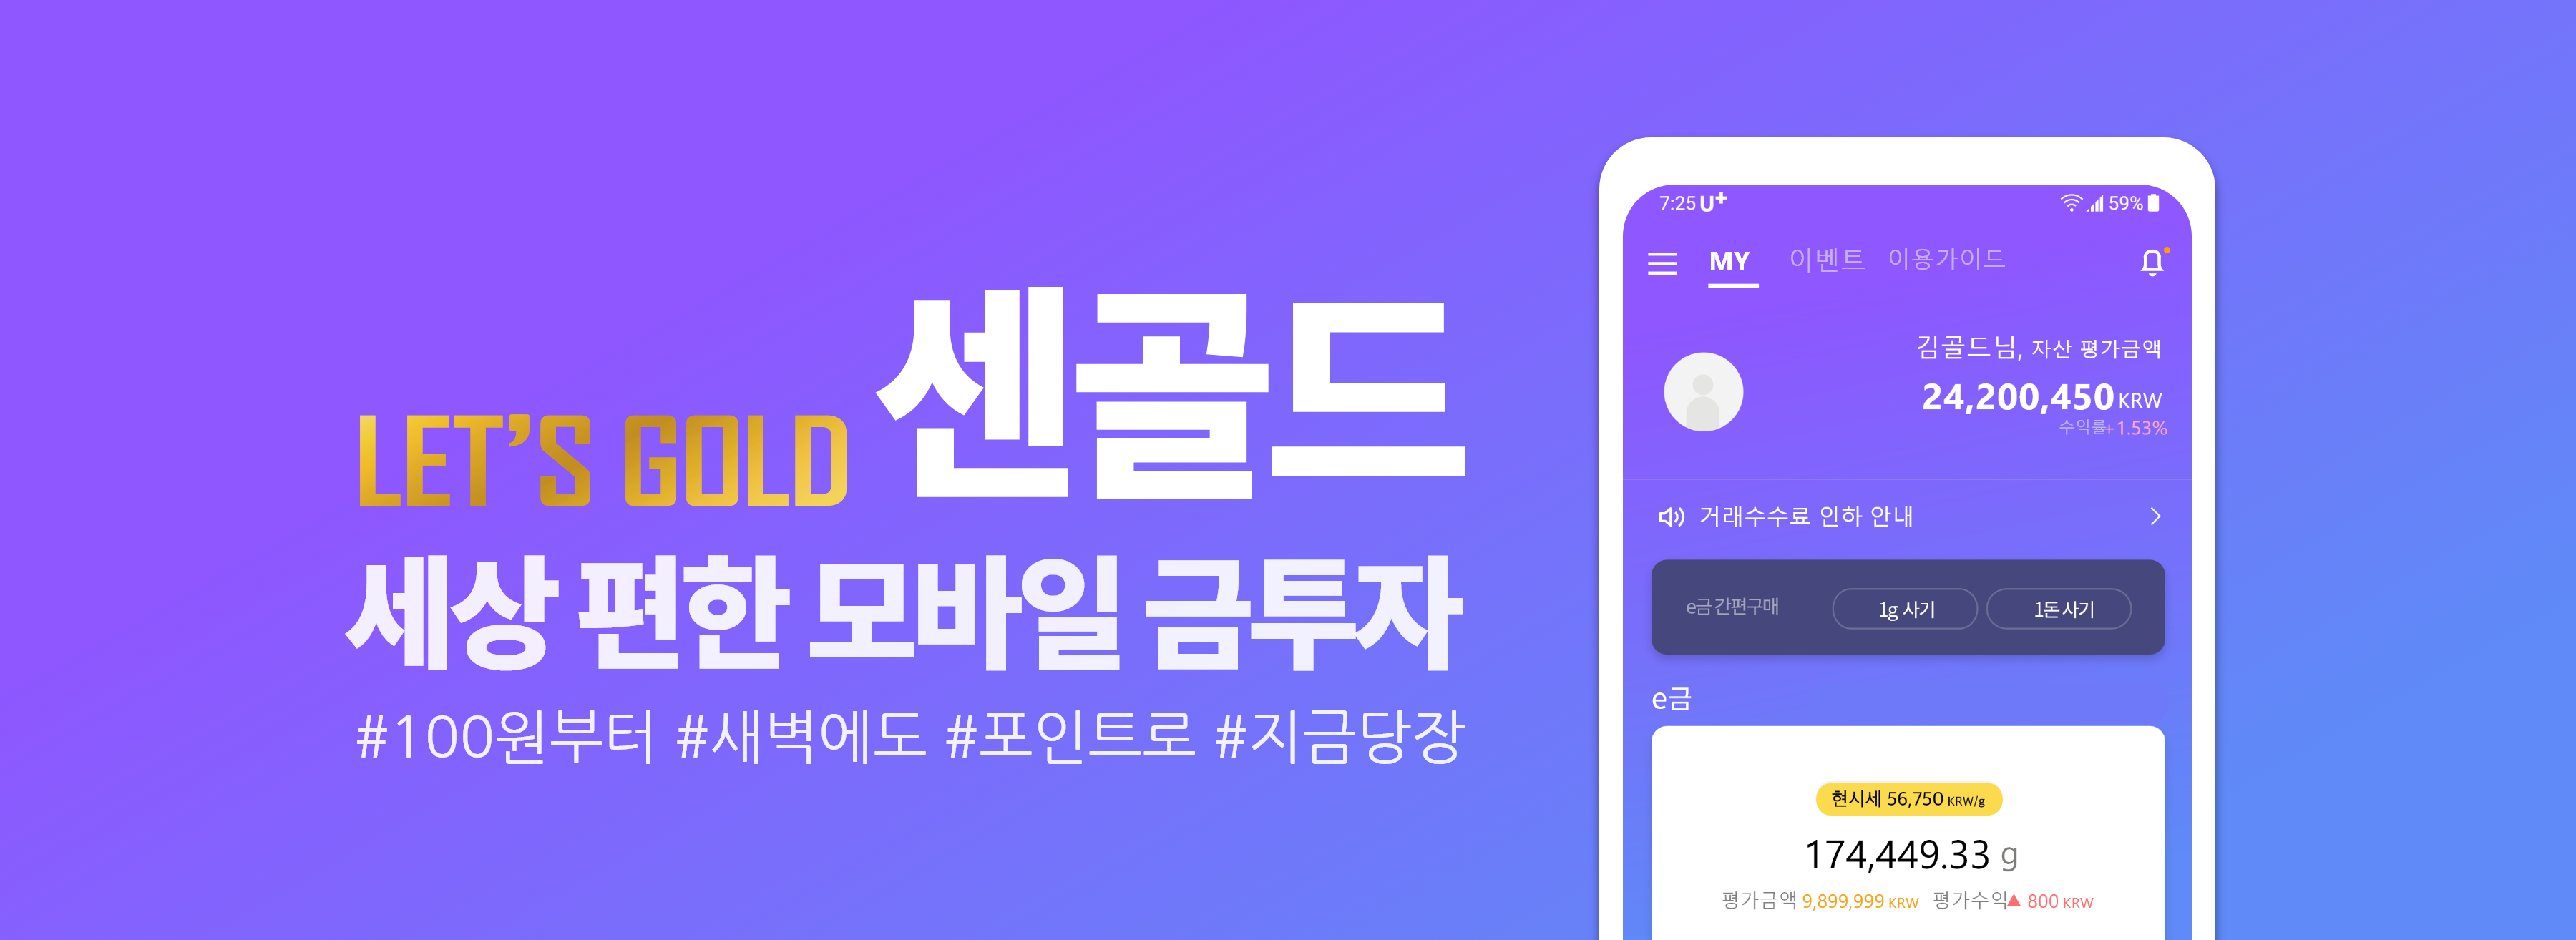 LET'S GOLD 센골드
세상 편한 모바일 금투자
#100원부터 #새벽에도 #포인트로 #지금당장
7:25 U+ 59%
MY 이벤트 이용가이드
김골드님, 자산 평가금액
24,200,450 KRW
수익률+1.53%
거래수수료 인하 안내
e금 간편구매 1g 사기 1돈 사기
e금
현시세 56,750 KRW/g
174,449.33 g
평가금액 9,899,999 KRW 평가수익▲ 800 KRW